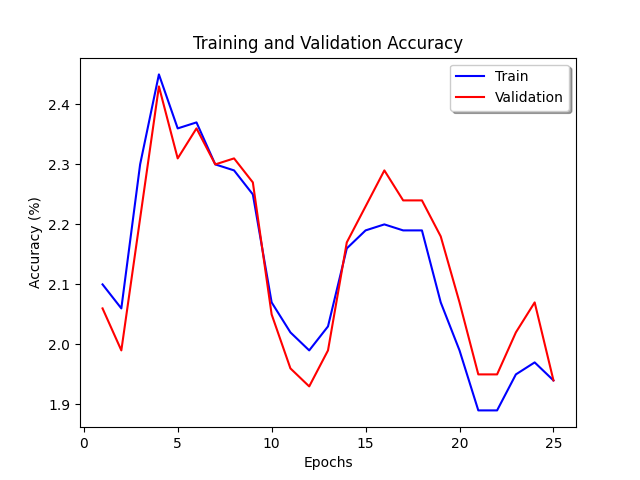 Training and Validation Accuracy
Train
Validation
Accuracy (%)
2.4
2.3
2.2
2.1
2.0
1.9
0 5 10 15 20 25
Epochs